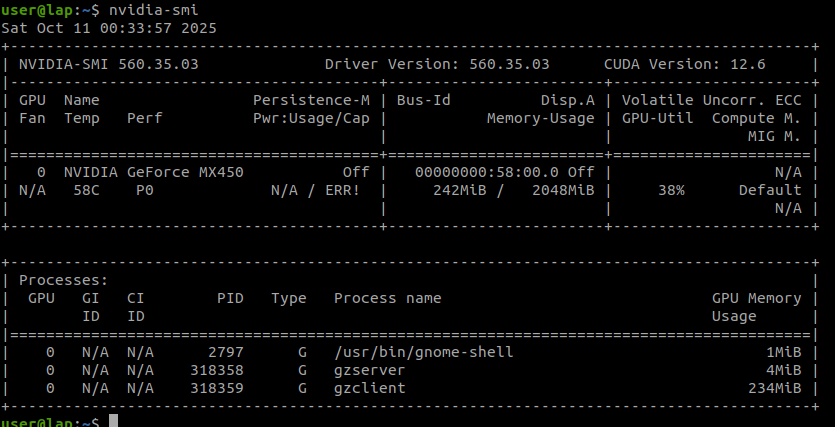 user@lap:~$ nvidia-smi
Sat Oct 11 00:33:57 2025
+-----------------------------------------------------------------------------------------+
| NVIDIA-SMI 560.35.03              Driver Version: 560.35.03      CUDA Version: 12.6     |
|-----------------------------------------+------------------------+----------------------+
| GPU  Name                 Persistence-M | Bus-Id          Disp.A | Volatile Uncorr. ECC |
| Fan  Temp   Perf          Pwr:Usage/Cap |           Memory-Usage | GPU-Util  Compute M. |
|                                         |                        |               MIG M. |
|=========================================+========================+======================|
|   0  NVIDIA GeForce MX450           Off |   00000000:58:00.0 Off |                  N/A |
| N/A   58C    P0             N/A / ERR!  |     242MiB /   2048MiB |     38%      Default |
|                                         |                        |                  N/A |
+-----------------------------------------+------------------------+----------------------+
+-----------------------------------------------------------------------------------------+
| Processes:                                                                              |
|  GPU   GI   CI        PID   Type   Process name                              GPU Memory |
|        ID   ID                                                               Usage      |
|=========================================================================================|
|    0   N/A  N/A      2797      G   /usr/bin/gnome-shell                            1MiB |
|    0   N/A  N/A    318358      G   gzserver                                        4MiB |
|    0   N/A  N/A    318359      G   gzclient                                      234MiB |
+-----------------------------------------------------------------------------------------+
user@lap:~$